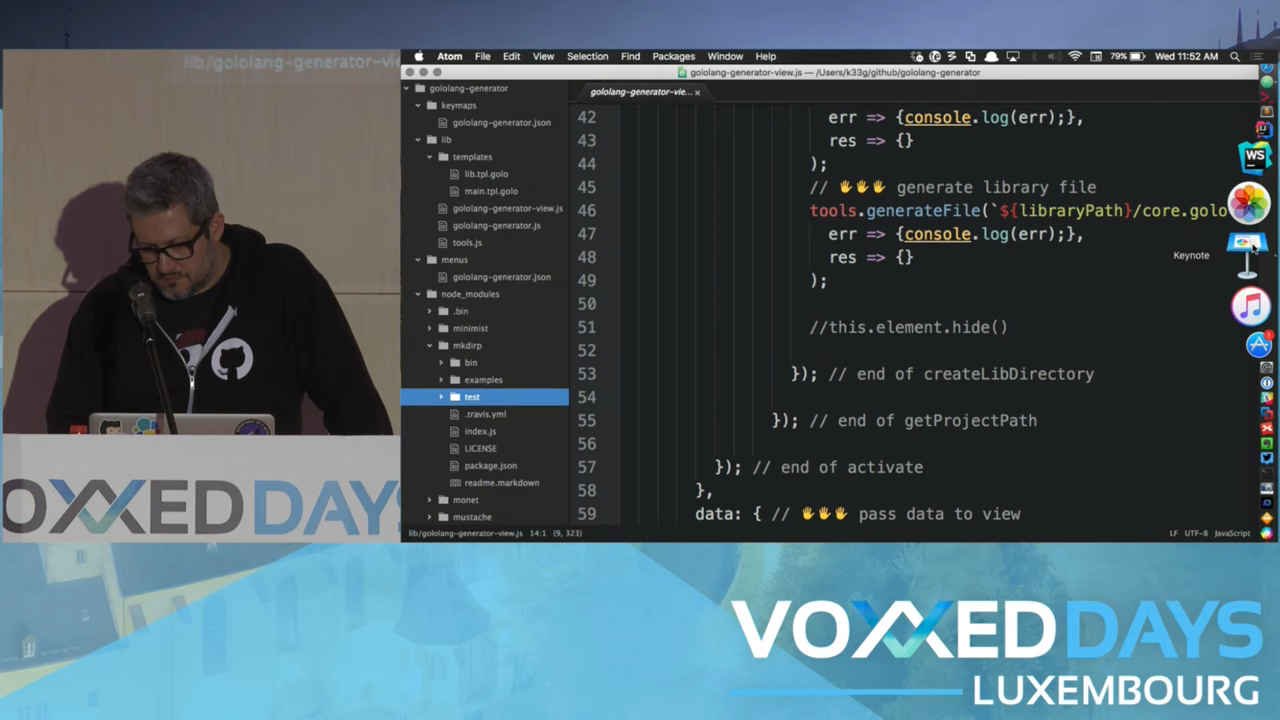 lib/gololang-generator-vie
Atom File Edit View Selection Find Packages Window Help 79% Wed 11:52 AM
gololang-generator-view.js — /Users/k33g/github/gololang-generator
gololang-generator
keymaps
gololang-generator.json
lib
templates
lib.tpl.golo
main.tpl.golo
gololang-generator-view.js
gololang-generator.js
tools.js
menus
gololang-generator.json
node_modules
.bin
minimist
mkdirp
bin
examples
test
.travis.yml
index.js
LICENSE
package.json
readme.markdown
monet
mustache
gololang-generator-vie...
42 err => {console.log(err);},
43 res => {}
44 );
45 // 🖐🖐🖐 generate library file
46 tools.generateFile(`${libraryPath}/core.golo
47 err => {console.log(err);},
48 res => {}
49 );
50
51 //this.element.hide()
52
53 }); // end of createLibDirectory
54
55 }); // end of getProjectPath
56
57 }); // end of activate
58 },
59 data: { // 🖐🖐🖐 pass data to view
WS
Keynote
lib/gololang-generator-view.js 14:1 (9, 323) LF UTF-8 JavaScript
VOXXED DAYS
VOXXED DAYS
LUXEMBOURG